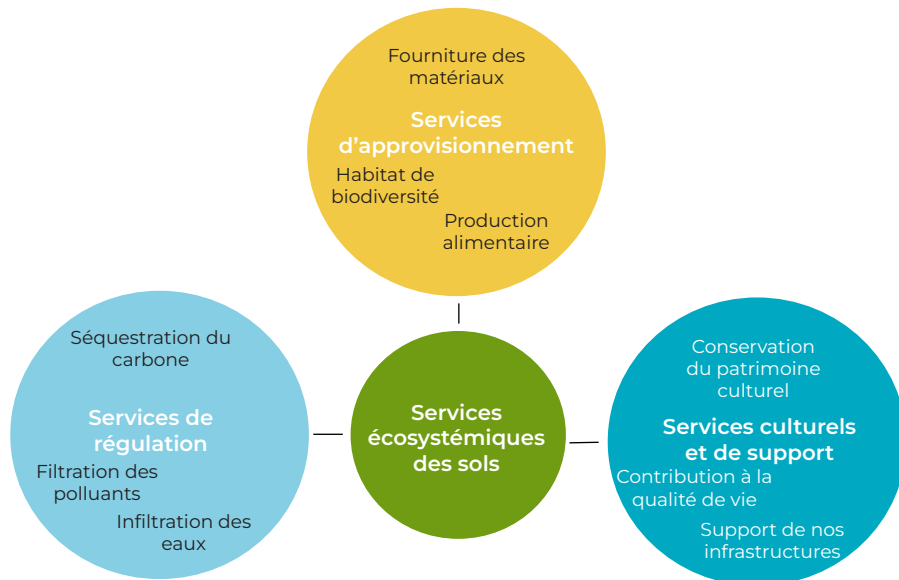 Fourniture des
matériaux
Services
d'approvisionnement
Habitat de
biodiversité
Production
alimentaire
Séquestration du
carbone
Services de
régulation
Filtration des
polluants
Infiltration des
eaux
Services
écosystémiques
des sols
Conservation
du patrimoine
culturel
Services culturels
et de support
Contribution à la
qualité de vie
Support de nos
infrastructures